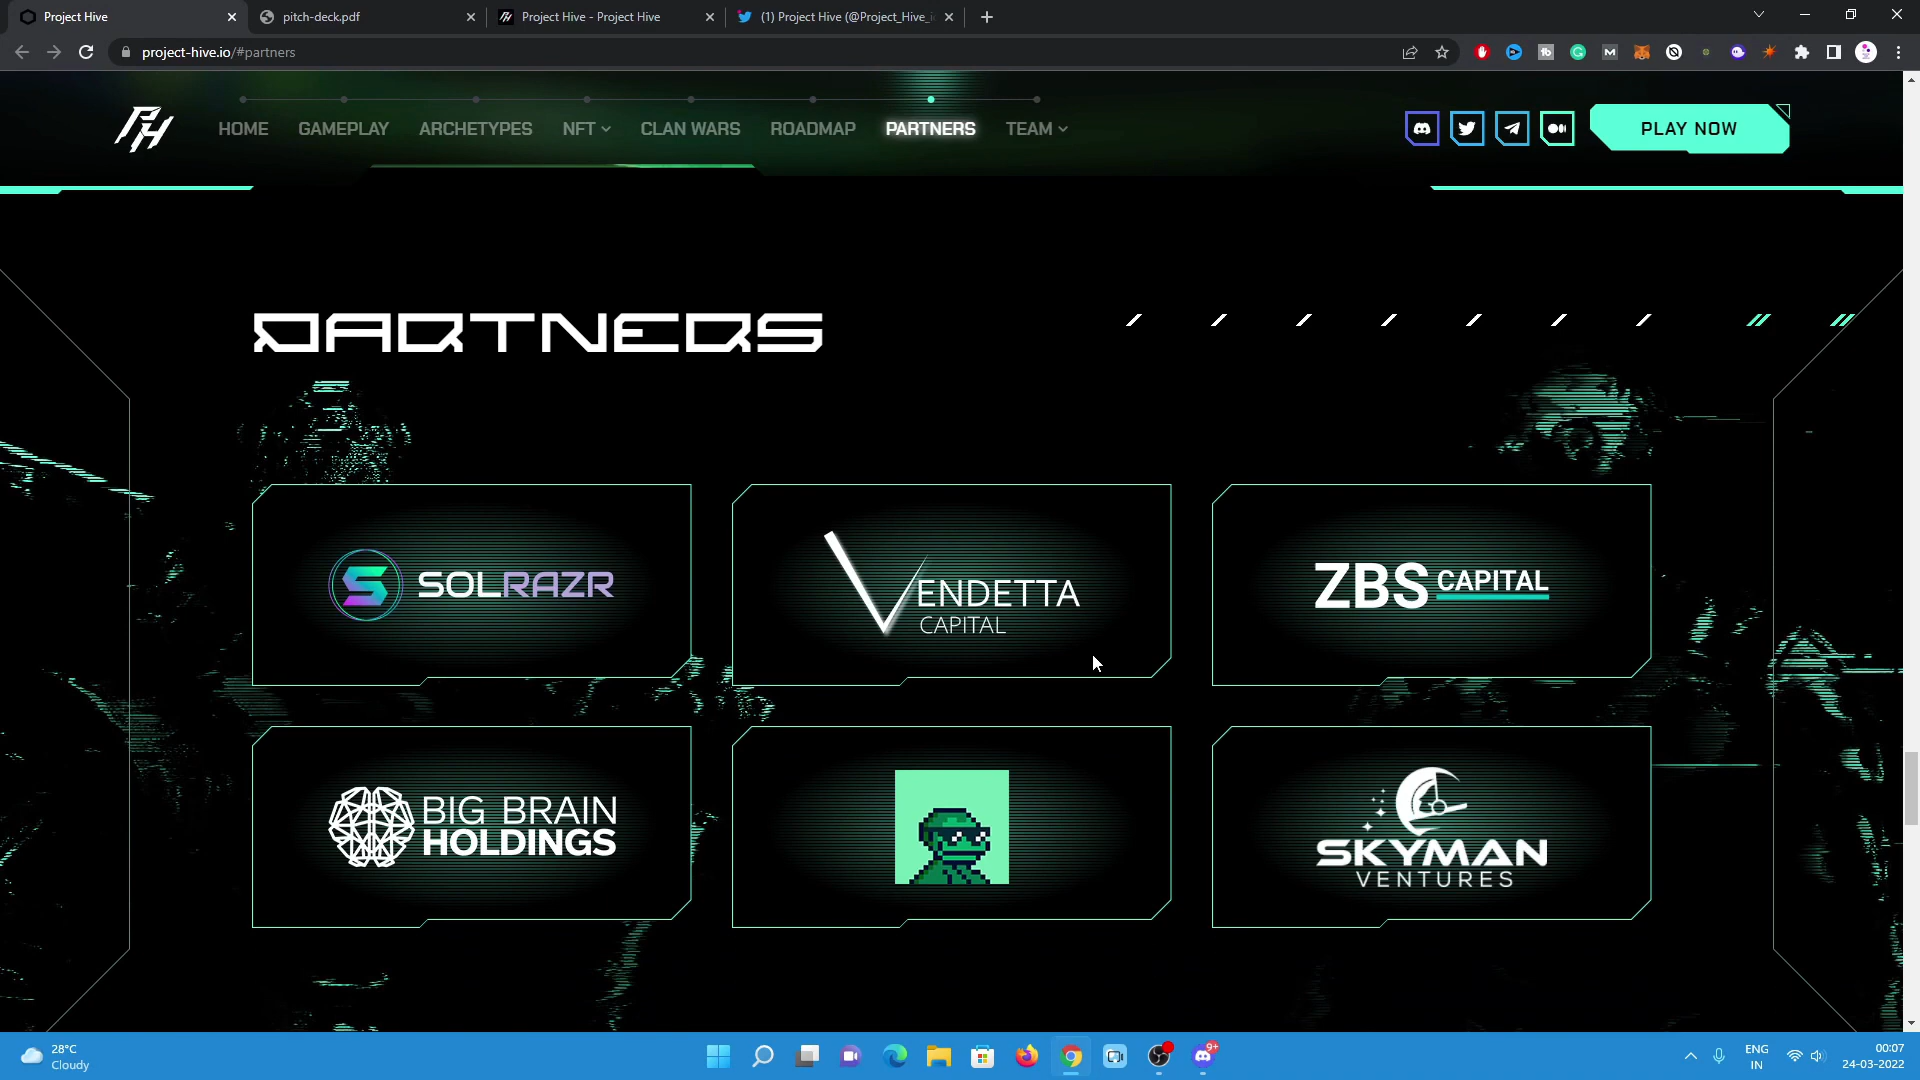 Project Hive
pitch-deck.pdf
Project Hive - Project Hive
(1) Project Hive (@Project_Hive_i
project-hive.io/#partners
HOME
GAMEPLAY
ARCHETYPES
NFT
CLAN WARS
ROADMAP
PARTNERS
TEAM
PLAY NOW
PARTNERS
SOLRAZR
VENDETTA
CAPITAL
ZBS CAPITAL
BIG BRAIN
HOLDINGS
SKYMAN
VENTURES
28°C
Cloudy
9+
ENG
IN
00:07
24-03-2022